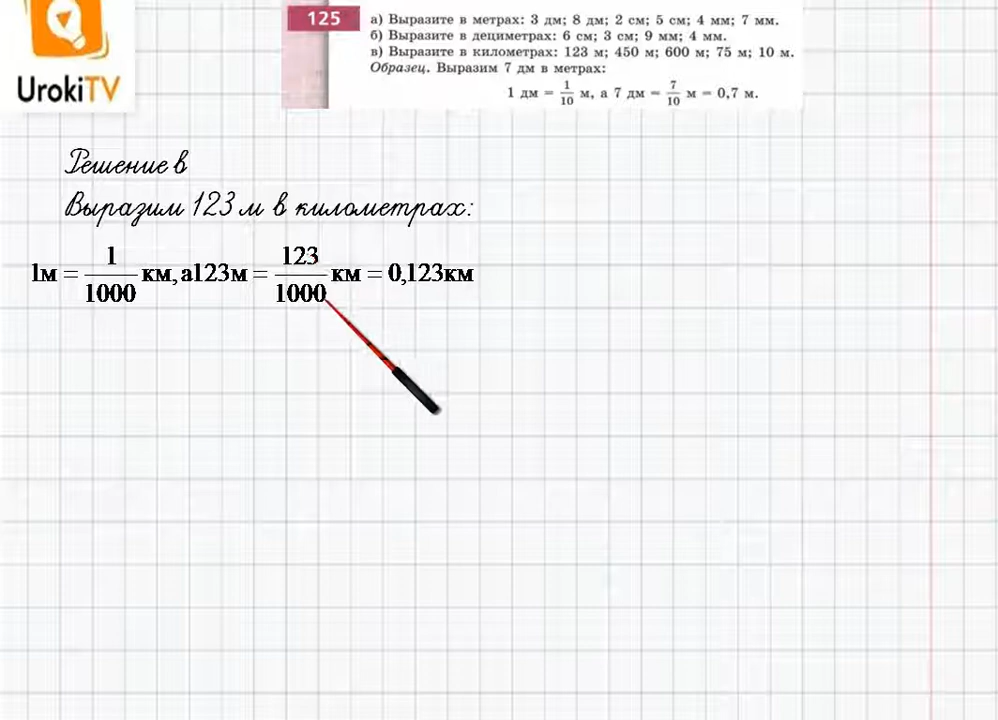 UrokiTV
125 а) Выразите в метрах: 3 дм; 8 дм; 2 см; 5 см; 4 мм; 7 мм.
б) Выразите в дециметрах: 6 см; 3 см; 9 мм; 4 мм.
в) Выразите в километрах: 123 м; 450 м; 600 м; 75 м; 10 м.
Образец. Выразим 7 дм в метрах:
1 дм = 1/10 м, а 7 дм = 7/10 м = 0,7 м.
Решение в
Выразим 123 м в километрах:
1м = 1/1000 км, а123м = 123/1000 км = 0,123км